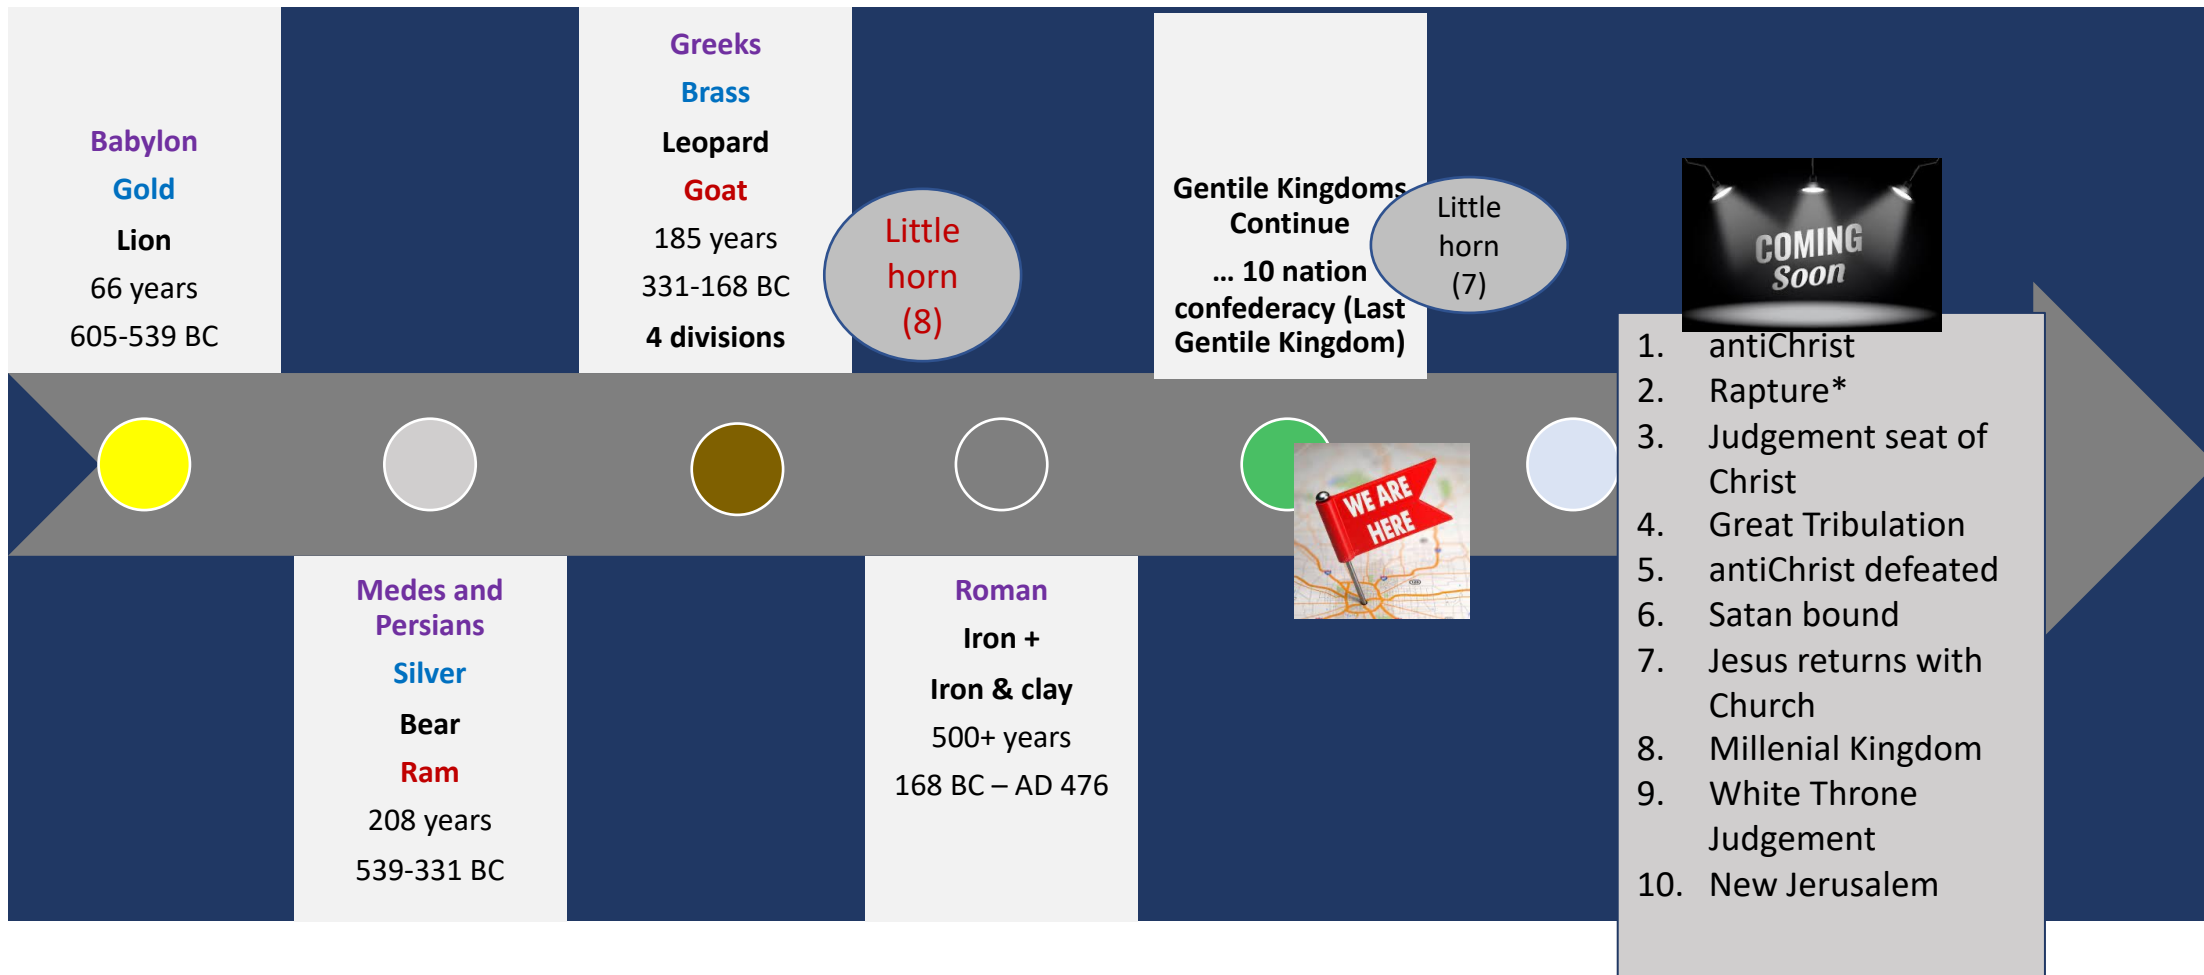 Babylon
Gold
Lion
66 years
605-539 BC
Medes and
Persians
Silver
Bear
Ram
208 years
539-331 BC
Greeks
Brass
Leopard
Goat
185 years
331-168 BC
4 divisions
Little
horn
(8)
Roman
Iron +
Iron & clay
500+ years
168 BC – AD 476
Gentile Kingdoms
Continue
... 10 nation
confederacy (Last
Gentile Kingdom)
WE ARE
HERE
Little
horn
(7)
COMING
Soon
1. antiChrist
2. Rapture*
3. Judgement seat of
Christ
4. Great Tribulation
5. antiChrist defeated
6. Satan bound
7. Jesus returns with
Church
8. Millenial Kingdom
9. White Throne
Judgement
10. New Jerusalem